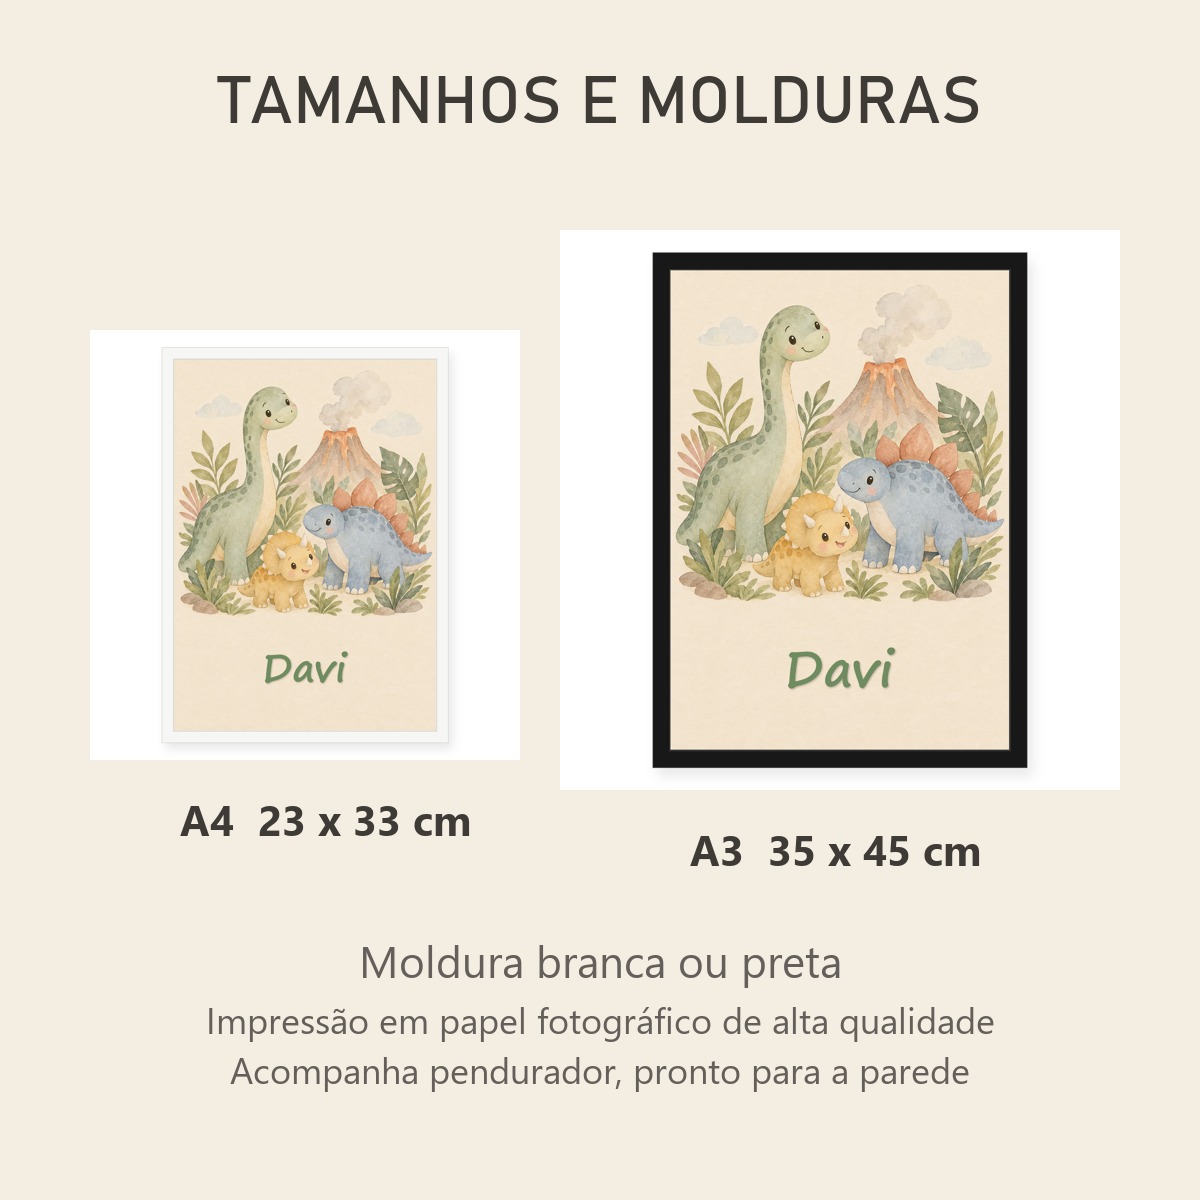 TAMANHOS E MOLDURAS
Davi
Davi
A4  23 x 33 cm
A3  35 x 45 cm
Moldura branca ou preta
Impressão em papel fotográfico de alta qualidade
Acompanha pendurador, pronto para a parede